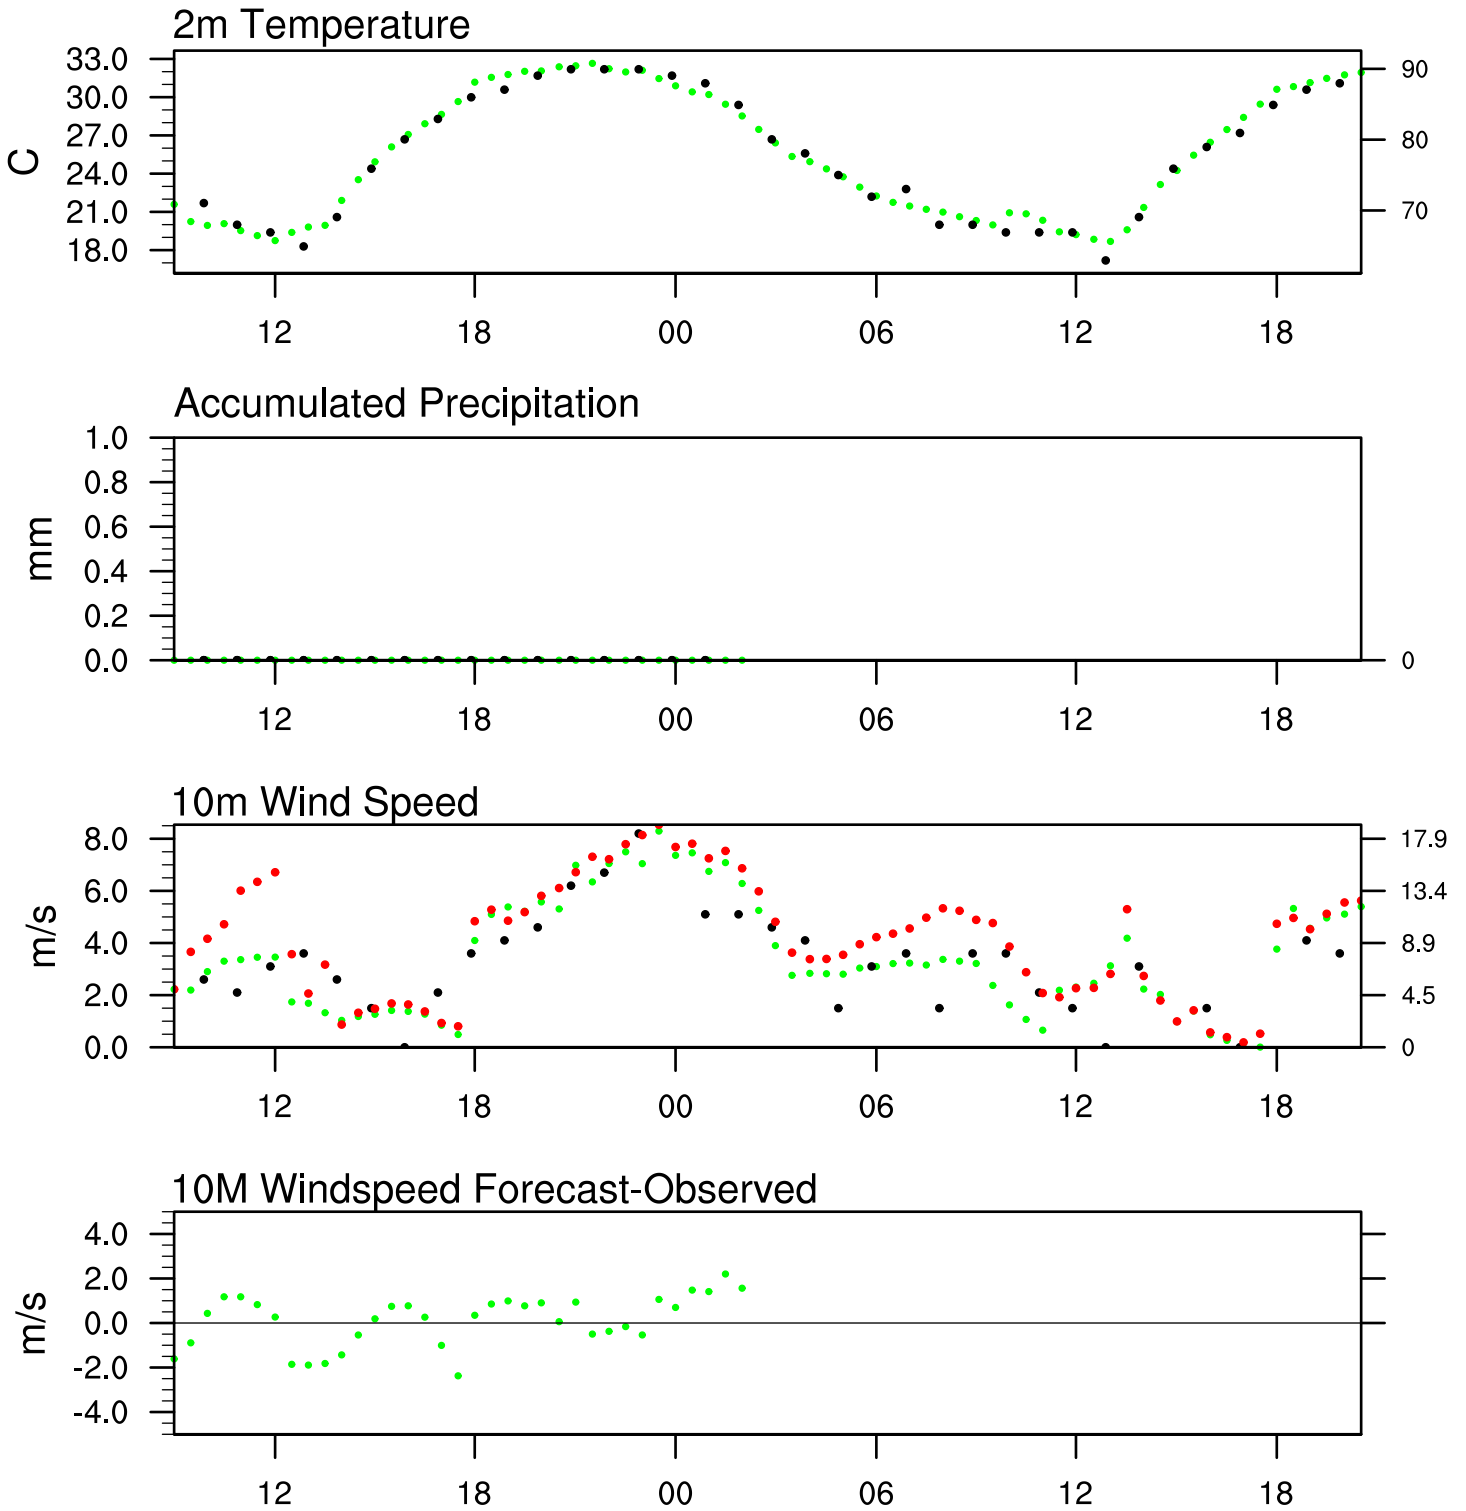 2m Temperature
33.0
30.0
27.0
24.0
21.0
18.0
C
90
80
70
12 18 00 06 12 18
Accumulated Precipitation
1.0
0.8
0.6
0.4
0.2
0.0
mm
0
12 18 00 06 12 18
10m Wind Speed
8.0
6.0
4.0
2.0
0.0
m/s
17.9
13.4
8.9
4.5
0
12 18 00 06 12 18
10M Windspeed Forecast-Observed
4.0
2.0
0.0
-2.0
-4.0
m/s
12 18 00 06 12 18